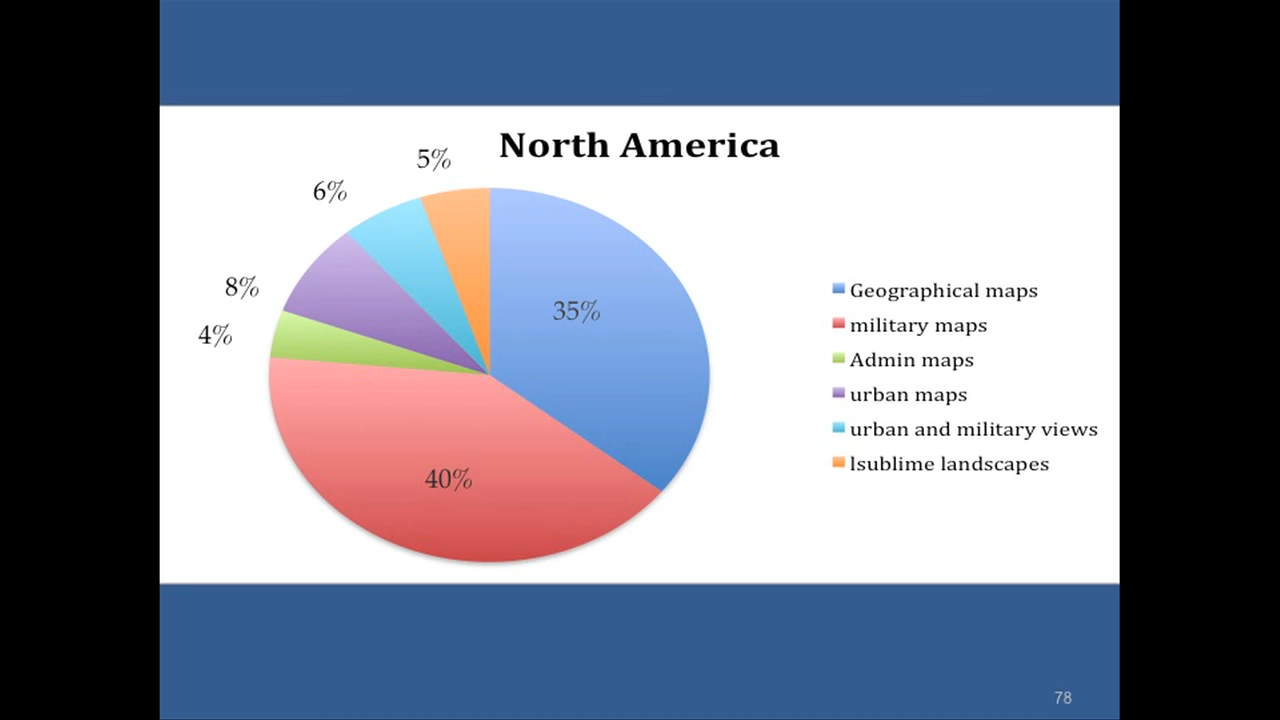 North America
5%
6%
8%
4%
35%
40%
Geographical maps
military maps
Admin maps
urban maps
urban and military views
lsublime landscapes
78